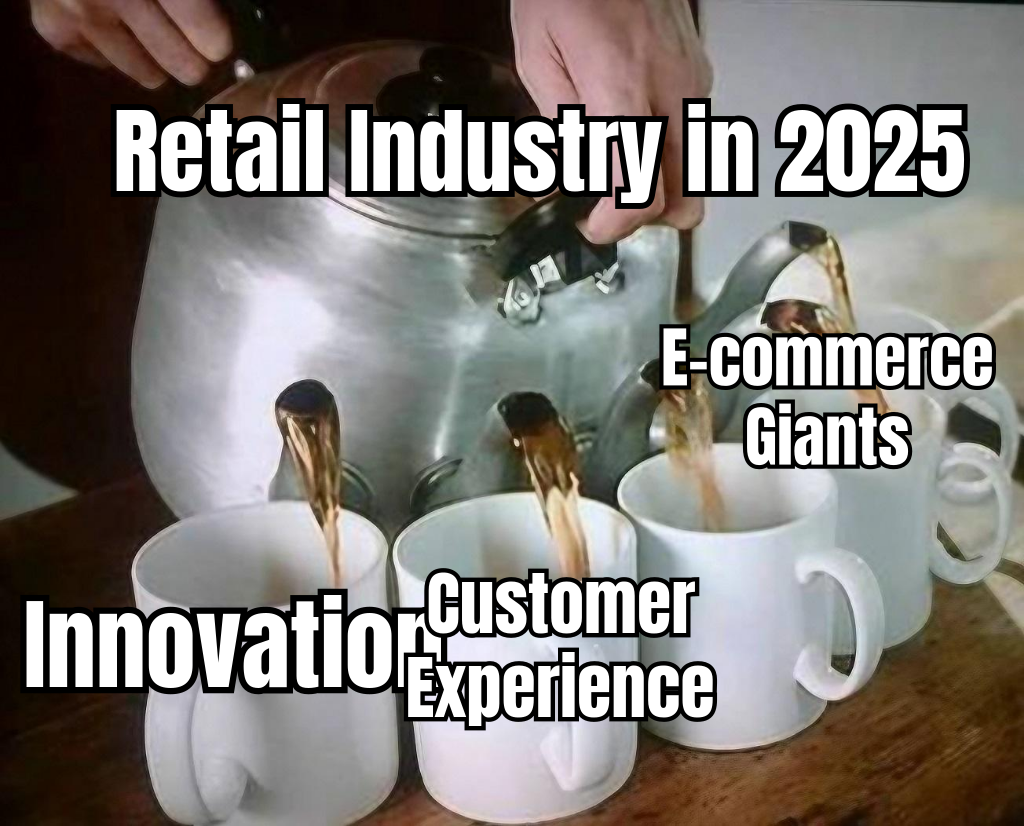 Retail Industry in 2025
E-commerce
Giants
Innovation
Customer
Experience